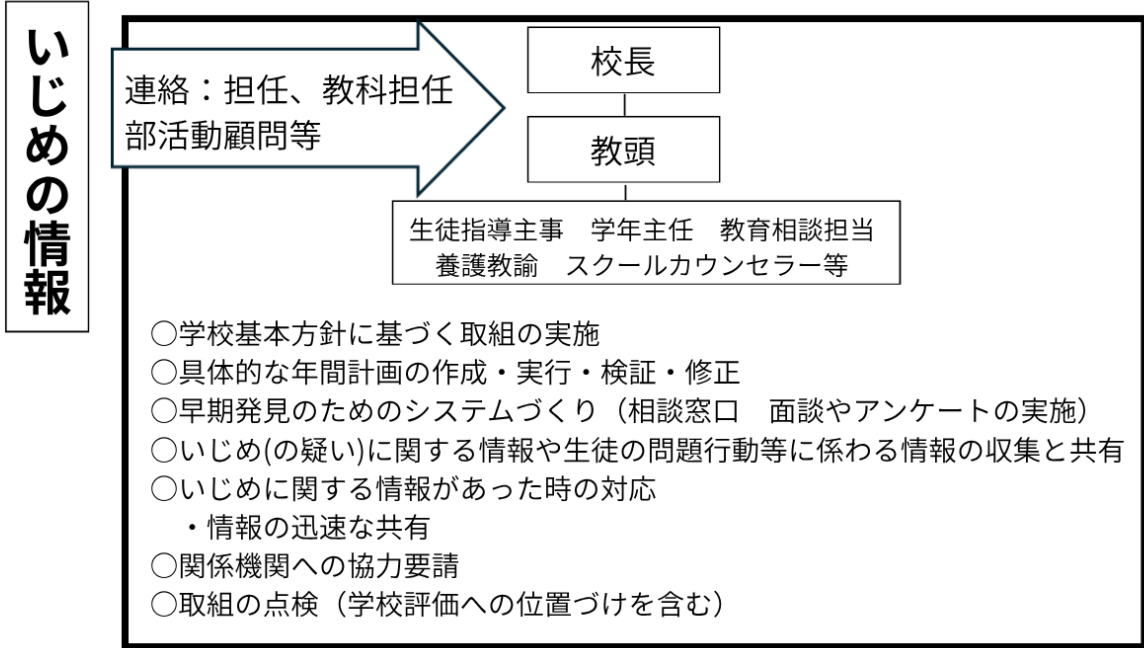 いじめの情報
連絡：担任、教科担任
部活動顧問等
校長
教頭
生徒指導主事　学年主任　教育相談担当
養護教諭　スクールカウンセラー等
○学校基本方針に基づく取組の実施
○具体的な年間計画の作成・実行・検証・修正
○早期発見のためのシステムづくり（相談窓口　面談やアンケートの実施）
○いじめ(の疑い)に関する情報や生徒の問題行動等に係わる情報の収集と共有
○いじめに関する情報があった時の対応
・情報の迅速な共有
○関係機関への協力要請
○取組の点検（学校評価への位置づけを含む）